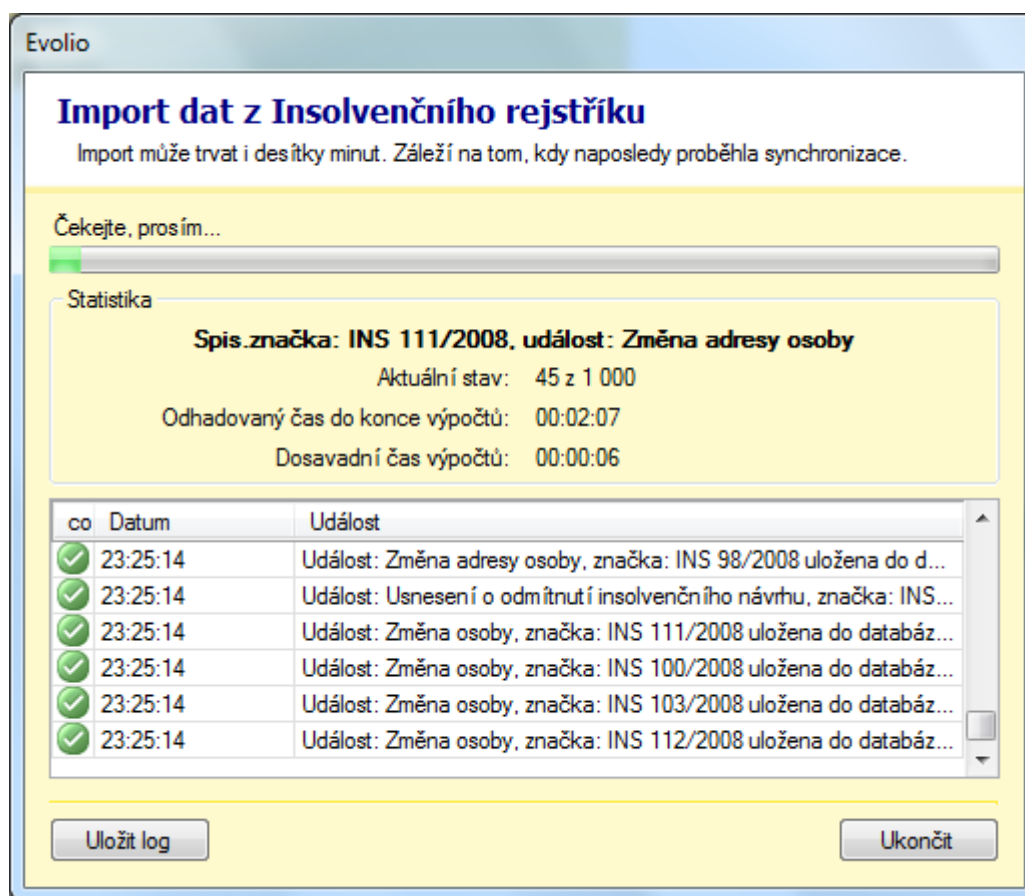 Evolio
Import dat z Insolvenčního rejstříku
Import může trvat i desítky minut. Záleží na tom, kdy naposledy proběhla synchronizace.
Čekejte, prosím...
Statistika
Spis.značka: INS 111/2008, událost: Změna adresy osoby
Aktuální stav: 45 z 1 000
Odhadovaný čas do konce výpočtů: 00:02:07
Dosavadní čas výpočtů: 00:00:06
co Datum Událost
23:25:14 Událost: Změna adresy osoby, značka: INS 98/2008 uložena do d...
23:25:14 Událost: Usnesení o odmítnutí insolvenčního návrhu, značka: INS...
23:25:14 Událost: Změna osoby, značka: INS 111/2008 uložena do databáz...
23:25:14 Událost: Změna osoby, značka: INS 100/2008 uložena do databáz...
23:25:14 Událost: Změna osoby, značka: INS 103/2008 uložena do databáz...
23:25:14 Událost: Změna osoby, značka: INS 112/2008 uložena do databáz...
Uložit log Ukončit